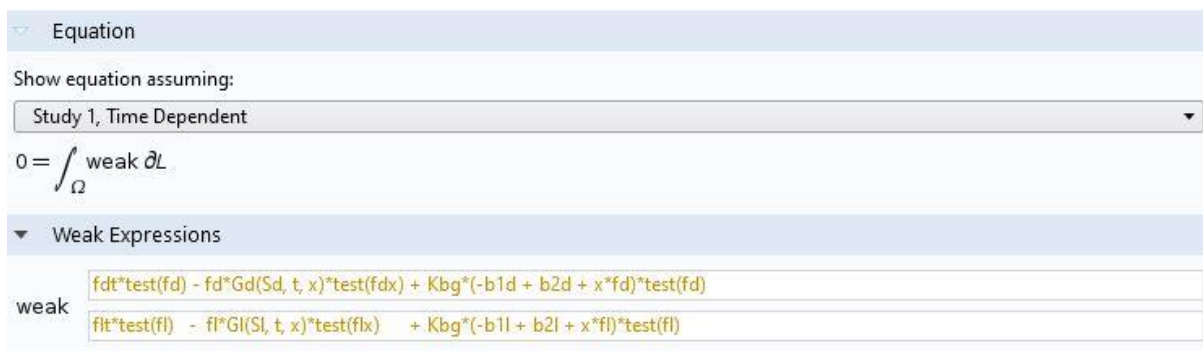 Equation
Show equation assuming:
Study 1, Time Dependent
0 = ∫Ω weak ∂L
Weak Expressions
weak
fdt*test(fd) - fd*Gd(Sd, t, x)*test(fdx) + Kbg*(-b1d + b2d + x*fd)*test(fd)
flt*test(fl) - fl*Gl(Sl, t, x)*test(flx) + Kbg*(-b1l + b2l + x*fl)*test(fl)